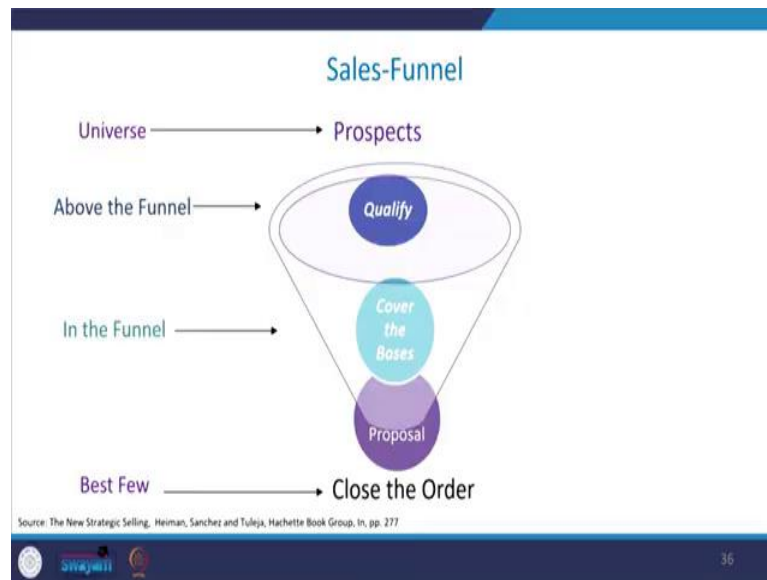 Sales-Funnel
Universe
Prospects
Above the Funnel
Qualify
Cover
the
Bases
In the Funnel
Proposal
Best Few
Close the Order
Source: The New Strategic Selling, Heiman, Sanchez and Tuleja, Hachette Book Group, In, pp. 277
swayam
36